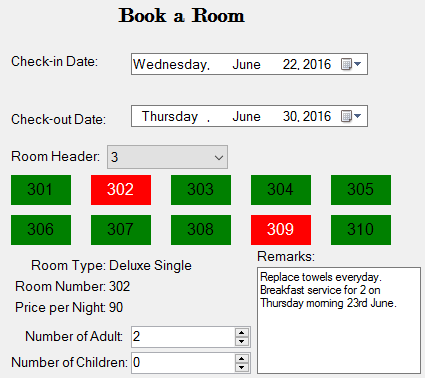 Book a Room
Check-in Date: Wednesday, June 22, 2016
Check-out Date: Thursday , June 30, 2016
Room Header: 3
301 302 303 304 305
306 307 308 309 310
Room Type: Deluxe Single
Room Number: 302
Price per Night: 90
Number of Adult: 2
Number of Children: 0
Remarks:
Replace towels everyday.
Breakfast service for 2 on
Thursday morning 23rd June.